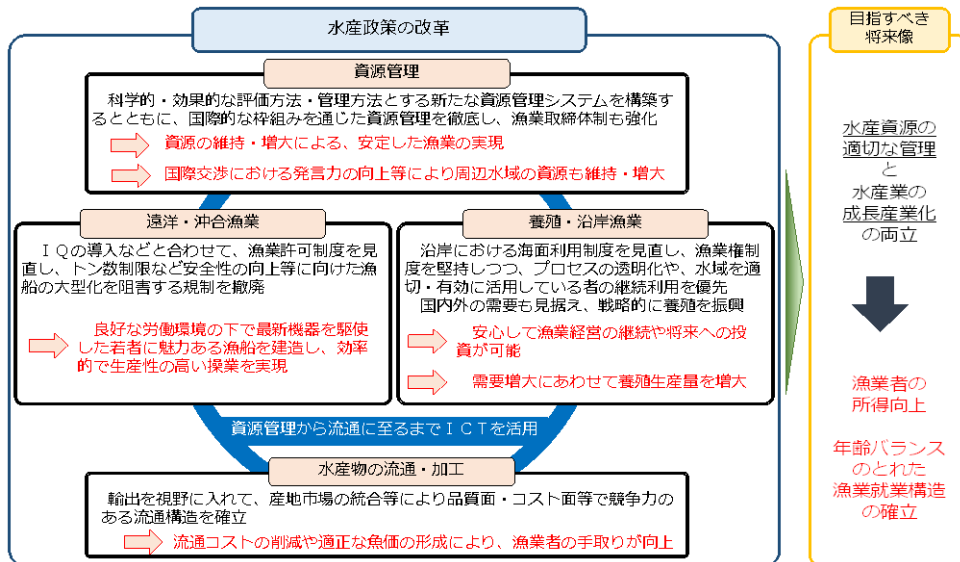 水産政策の改革
資源管理
科学的・効果的な評価方法・管理方法とする新たな資源管理システムを構築す
るとともに、国際的な枠組みを通じた資源管理を徹底し、漁業取締体制も強化
資源の維持・増大による、安定した漁業の実現
国際交渉における発言力の向上等により周辺水域の資源も維持・増大
遠洋・沖合漁業
ＩＱの導入などと合わせて、漁業許可制度を見
直し、トン数制限など安全性の向上等に向けた漁
船の大型化を阻害する規制を撤廃
良好な労働環境の下で最新機器を駆使
した若者に魅力ある漁船を建造し、効率
的で生産性の高い操業を実現
養殖・沿岸漁業
沿岸における海面利用制度を見直し、漁業権制
度を堅持しつつ、プロセスの透明化や、水域を適
切・有効に活用している者の継続利用を優先
国内外の需要も見据え、戦略的に養殖を振興
安心して漁業経営の継続や将来への投
資が可能
需要増大にあわせて養殖生産量を増大
資源管理から流通に至るまでＩＣＴを活用
水産物の流通・加工
輸出を視野に入れて、産地市場の統合等により品質面・コスト面等で競争力の
ある流通構造を確立
流通コストの削減や適正な魚価の形成により、漁業者の手取りが向上
目指すべき
将来像
水産資源の
適切な管理
と
水産業の
成長産業化
の両立
漁業者の
所得向上
年齢バランス
のとれた
漁業就業構造
の確立